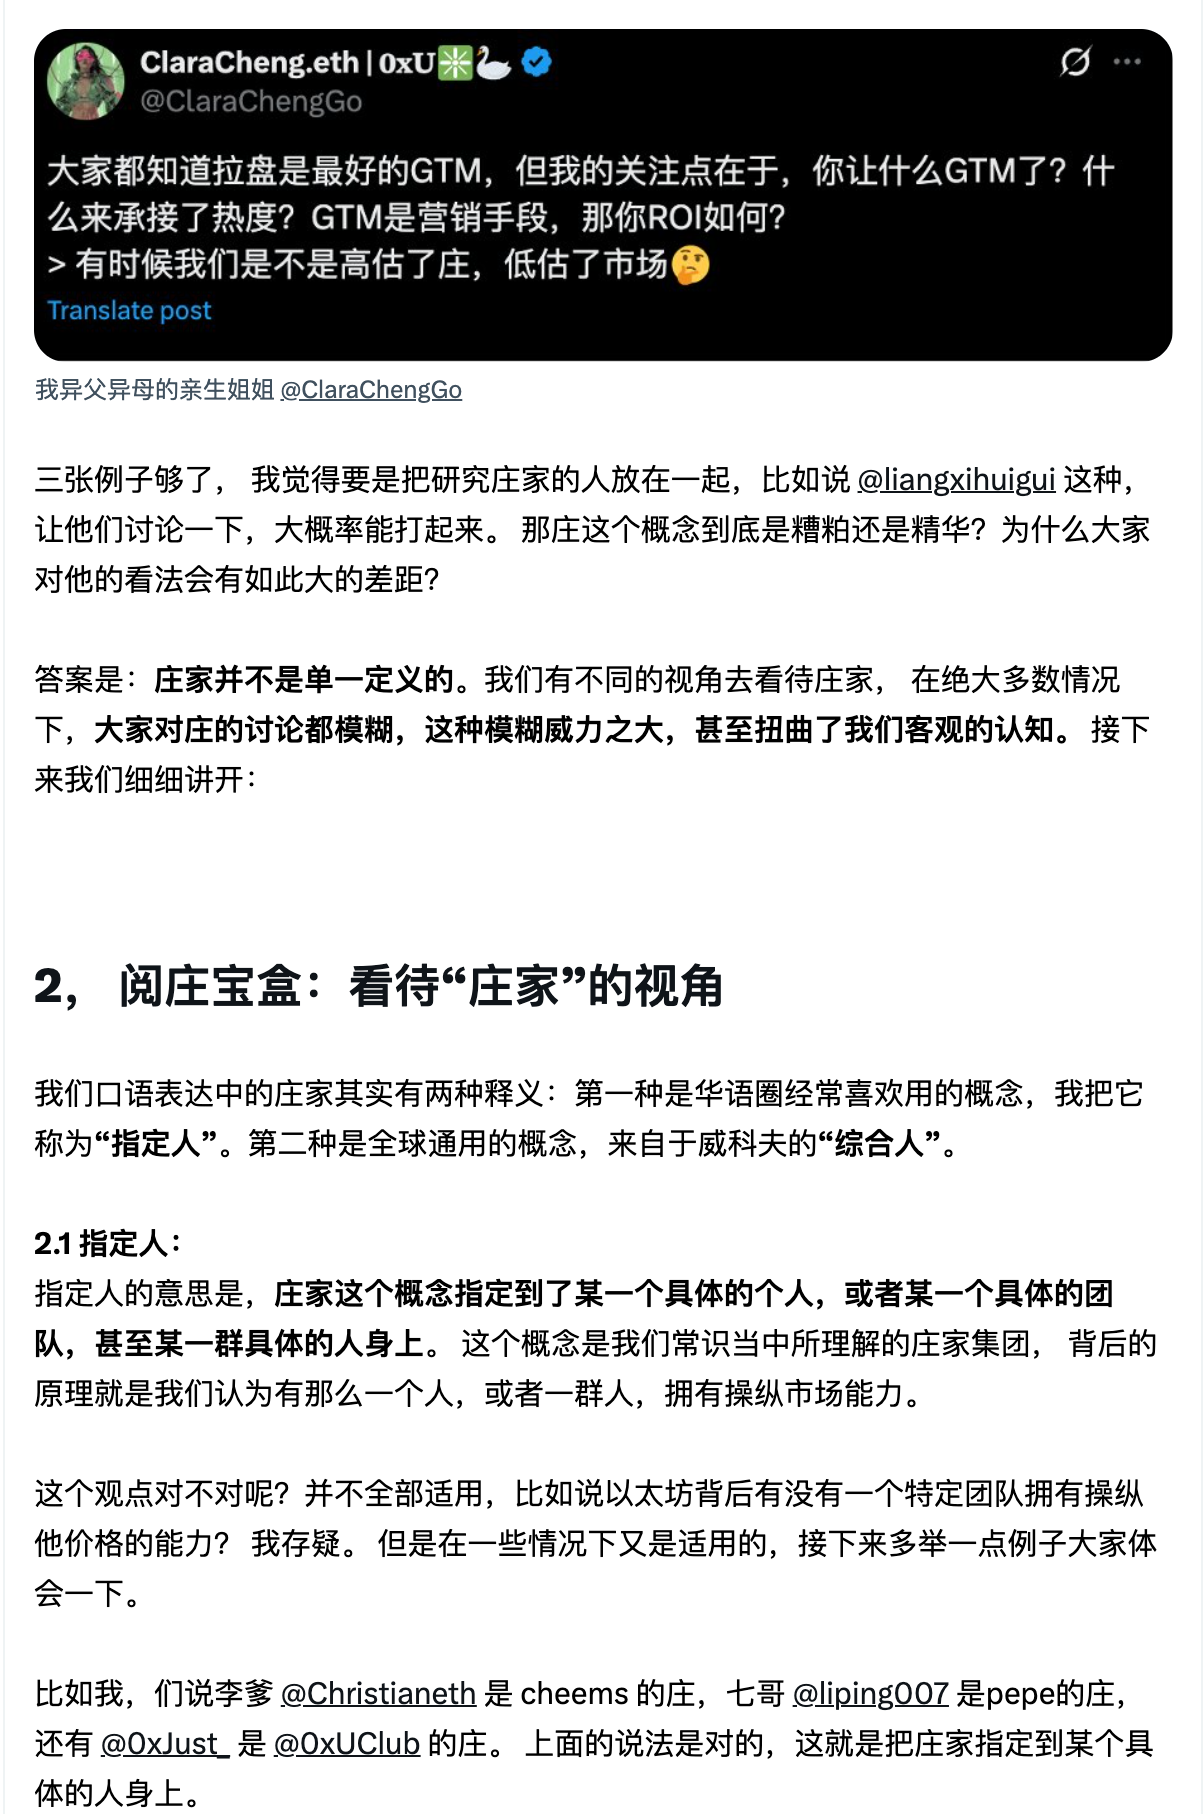 ClaraCheng.eth | 0xU❇️🦢
@ClaraChengGo
大家都知道拉盘是最好的GTM，但我的关注点在于，你让什么GTM了？什
么来承接了热度？GTM是营销手段，那你ROI如何？
> 有时候我们是不是高估了庄，低估了市场🤔
Translate post
我异父异母的亲生姐姐 @ClaraChengGo
三张例子够了， 我觉得要是把研究庄家的人放在一起，比如说 @liangxihuigui 这种，
让他们讨论一下，大概率能打起来。 那庄这个概念到底是糟粕还是精华？为什么大家
对他的看法会有如此大的差距？
答案是：庄家并不是单一定义的。我们有不同的视角去看待庄家， 在绝大多数情况
下，大家对庄的讨论都模糊，这种模糊威力之大，甚至扭曲了我们客观的认知。 接下
来我们细细讲开：
2， 阅庄宝盒：看待“庄家”的视角
我们口语表达中的庄家其实有两种释义：第一种是华语圈经常喜欢用的概念，我把它
称为“指定人”。第二种是全球通用的概念，来自于威科夫的“综合人”。
2.1 指定人：
指定人的意思是，庄家这个概念指定到了某一个具体的个人，或者某一个具体的团
队，甚至某一群具体的人身上。 这个概念是我们常识当中所理解的庄家集团， 背后的
原理就是我们认为有那么一个人，或者一群人，拥有操纵市场能力。
这个观点对不对呢？并不全部适用，比如说以太坊背后有没有一个特定团队拥有操纵
他价格的能力？ 我存疑。 但是在一些情况下又是适用的，接下来多举一点例子大家体
会一下。
比如我，们说李爹 @Christianeth 是 cheems 的庄，七哥 @liping007 是pepe的庄，
还有 @0xJust_ 是 @0xUClub 的庄。 上面的说法是对的，这就是把庄家指定到某个具
体的人身上。